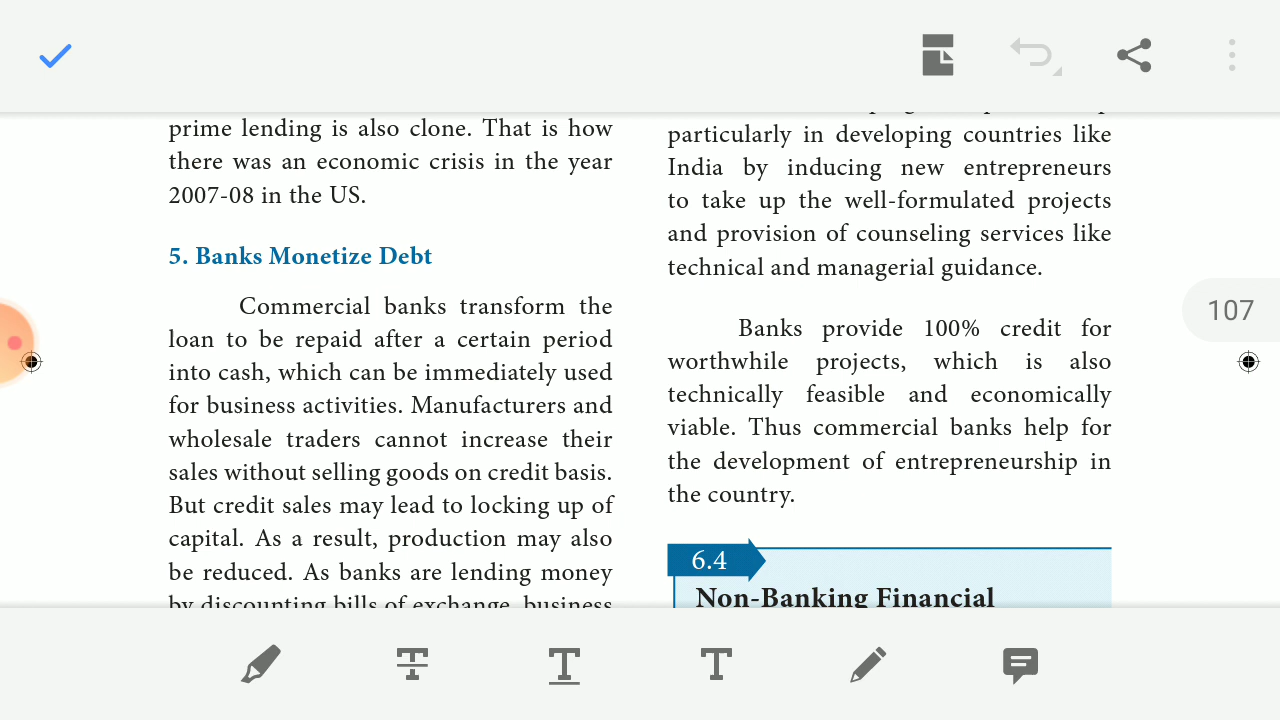 prime lending is also clone. That is how
there was an economic crisis in the year
2007-08 in the US.
5. Banks Monetize Debt
Commercial banks transform the
loan to be repaid after a certain period
into cash, which can be immediately used
for business activities. Manufacturers and
wholesale traders cannot increase their
sales without selling goods on credit basis.
But credit sales may lead to locking up of
capital. As a result, production may also
be reduced. As banks are lending money
by discounting bills of exchange, business
particularly in developing countries like
India by inducing new entrepreneurs
to take up the well-formulated projects
and provision of counseling services like
technical and managerial guidance.
Banks provide 100% credit for
worthwhile projects, which is also
technically feasible and economically
viable. Thus commercial banks help for
the development of entrepreneurship in
the country.
6.4
Non-Banking Financial
107